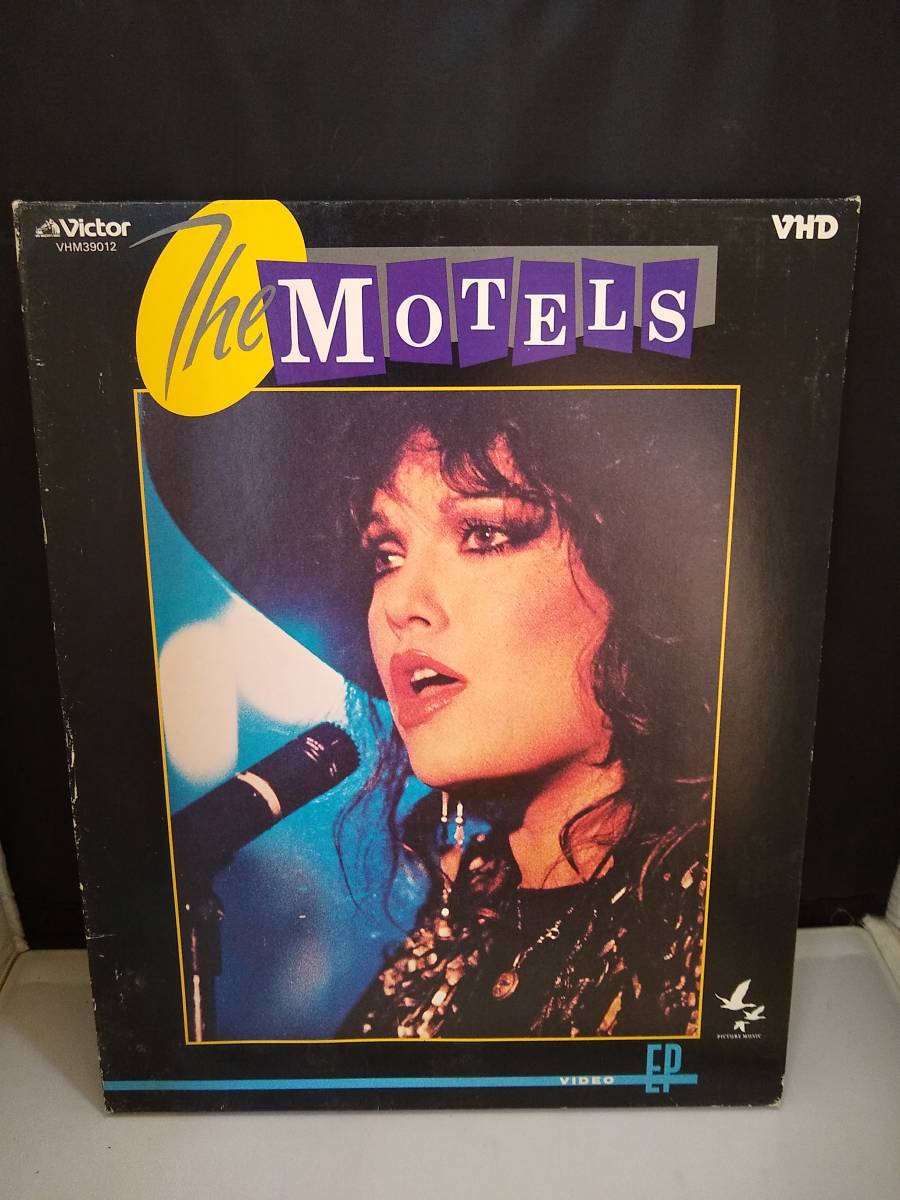 Victor
VHM39012
VHD
The MOTELS
PICTURE MUSIC
VIDEO EP